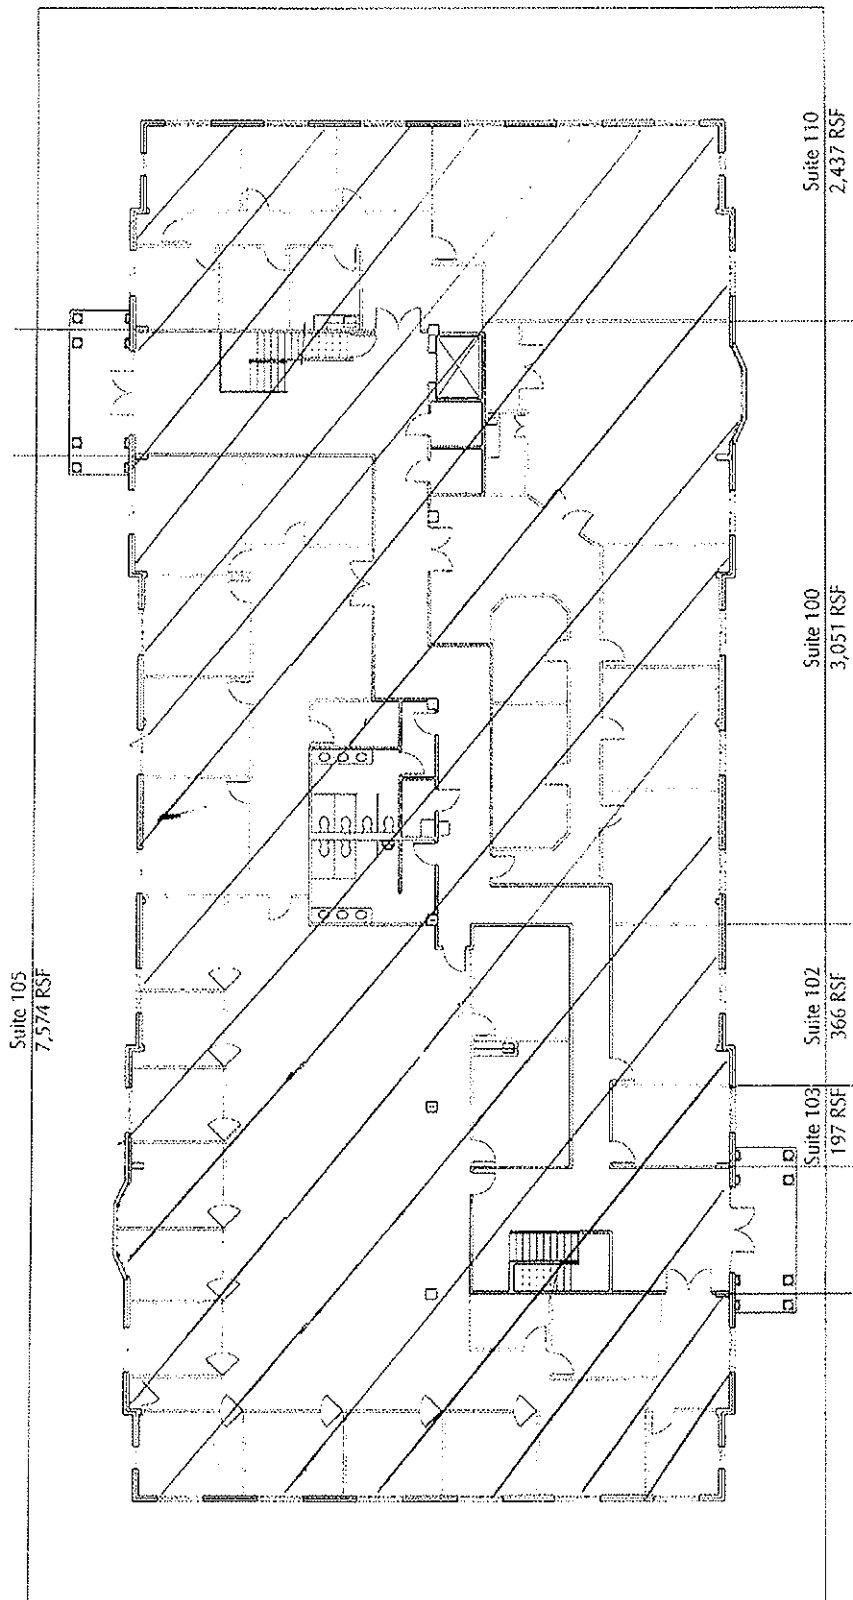 Suite 105
7,574 RSF
Suite 103
197 RSF
Suite 102
366 RSF
Suite 100
3,051 RSF
Suite 110
2,437 RSF